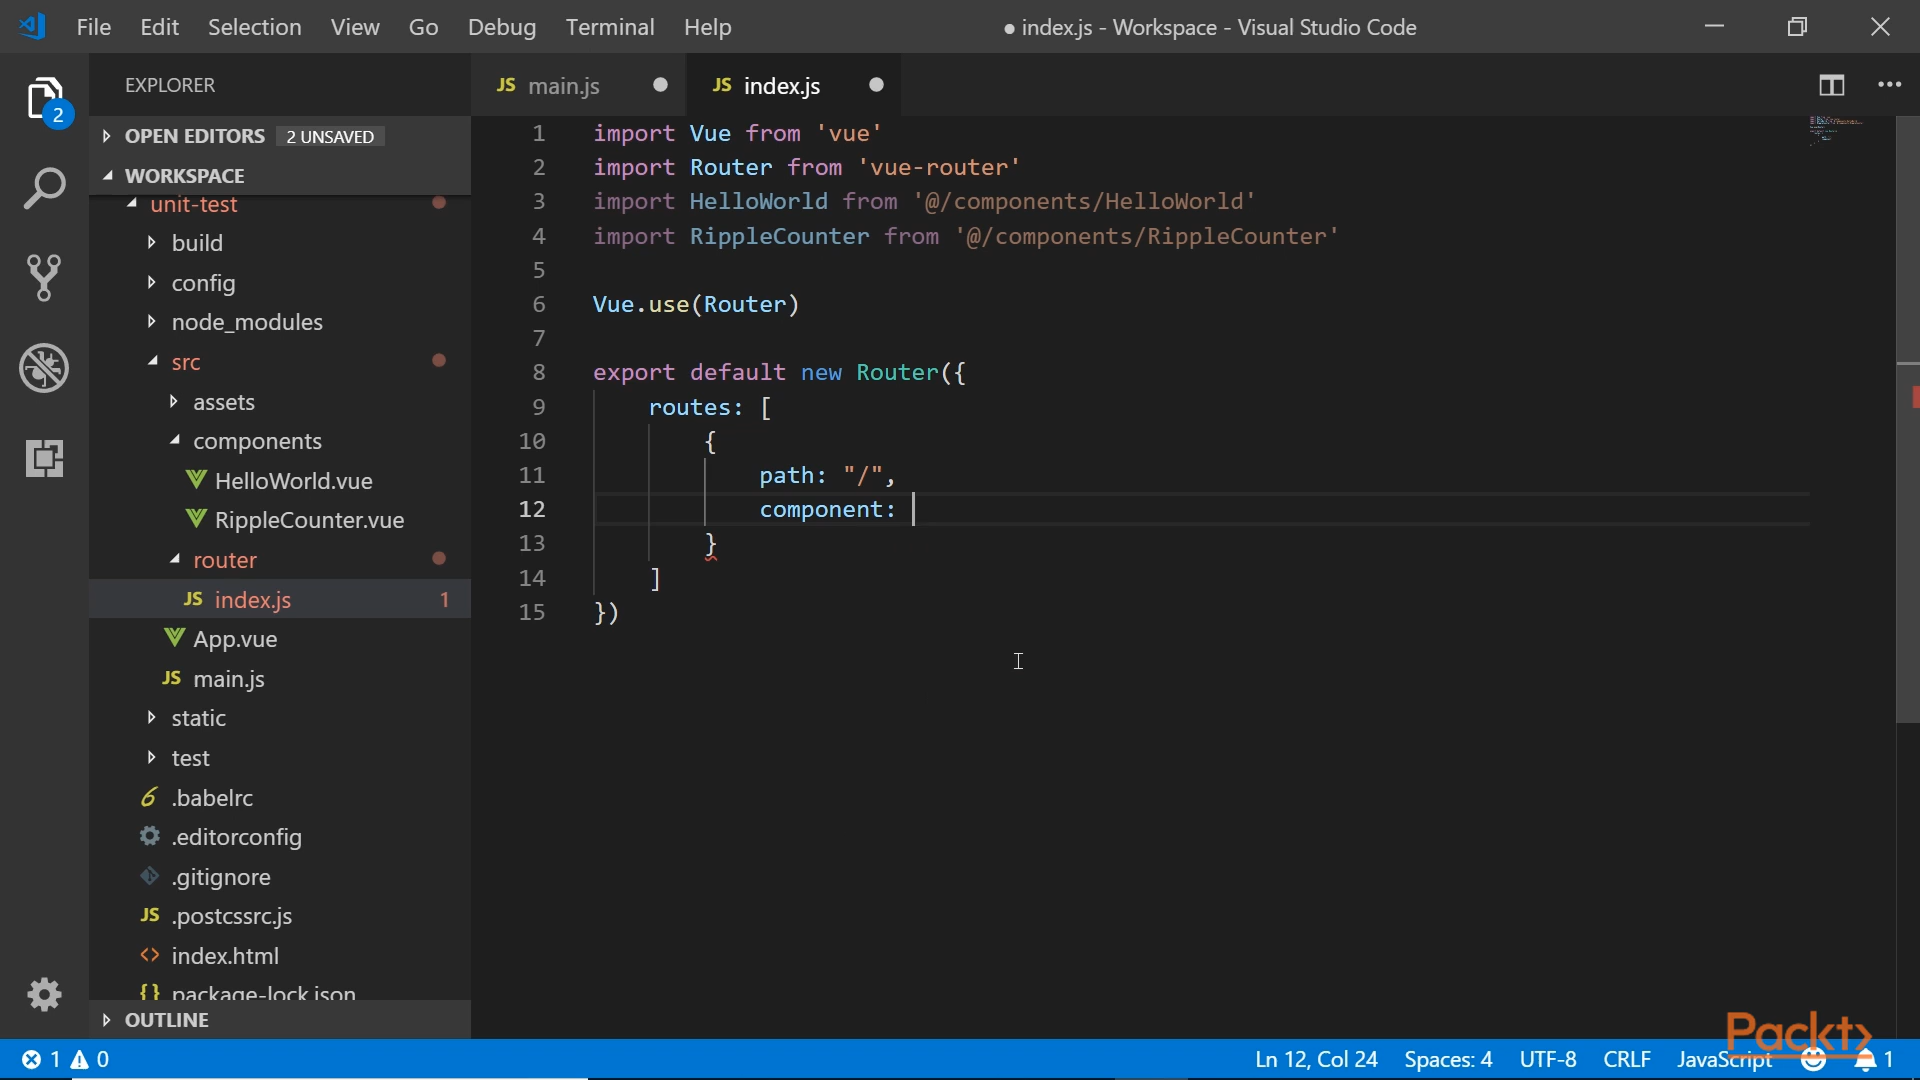 File Edit Selection View Go Debug Terminal Help
● index.js - Workspace - Visual Studio Code
EXPLORER
2
OPEN EDITORS 2 UNSAVED
WORKSPACE
unit-test
build
config
node_modules
src
assets
components
HelloWorld.vue
RippleCounter.vue
router
JS index.js 1
App.vue
JS main.js
static
test
.babelrc
.editorconfig
.gitignore
JS .postcssrc.js
<> index.html
{} package-lock.json
OUTLINE
JS main.js
JS index.js
1 import Vue from 'vue'
2 import Router from 'vue-router'
3 import HelloWorld from '@/components/HelloWorld'
4 import RippleCounter from '@/components/RippleCounter'
5
6 Vue.use(Router)
7
8 export default new Router({
9 routes: [
10 {
11 path: "/",
12 component:
13 }
14 ]
15 })
Packt>
1 0
Ln 12, Col 24 Spaces: 4 UTF-8 CRLF JavaScript 1